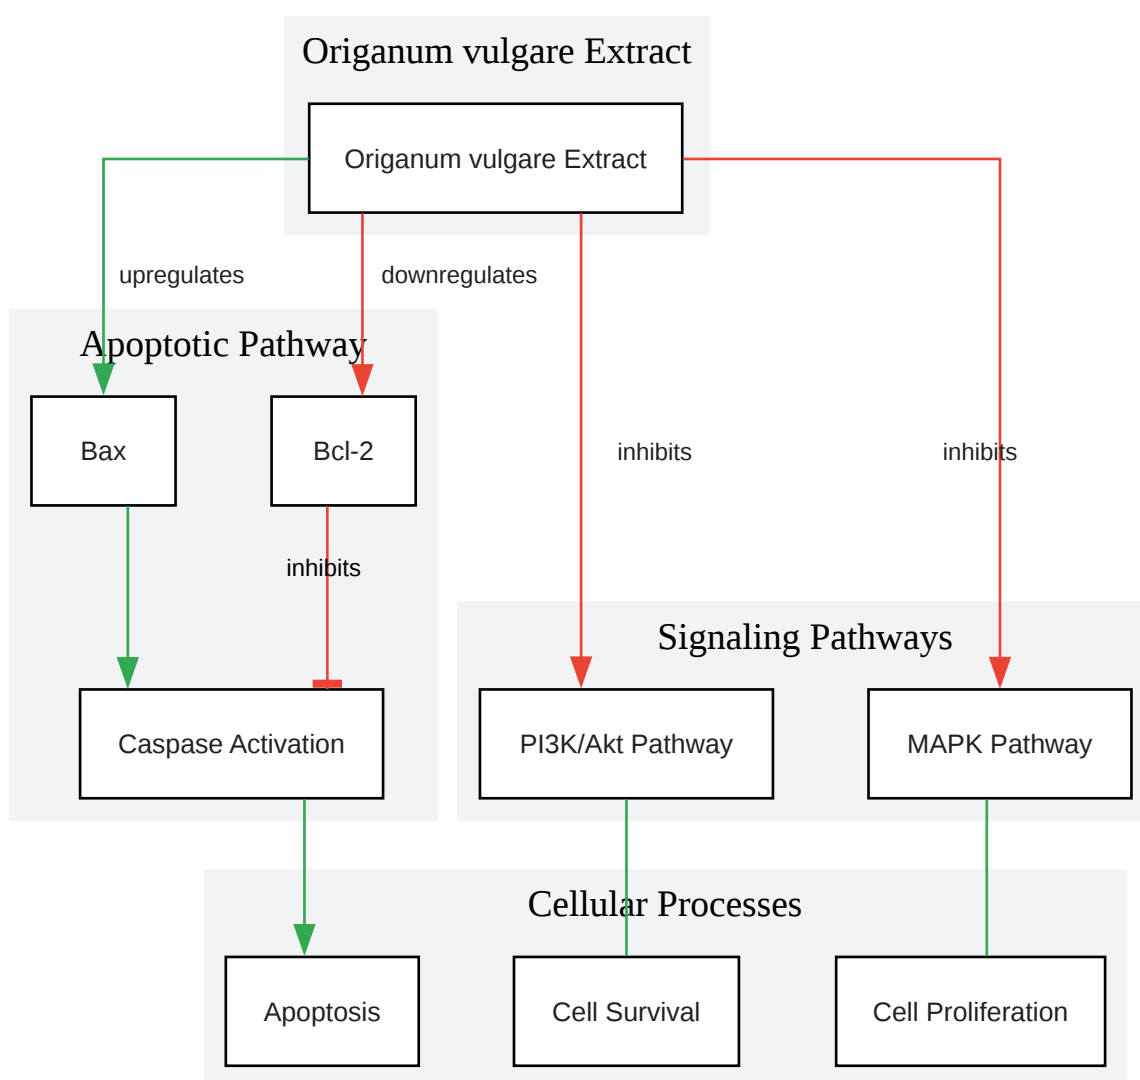 Origanum vulgare Extract
Origanum vulgare Extract
upregulates
downregulates
Apoptotic Pathway
Bax
Bcl-2
inhibits
inhibits
inhibits
Signaling Pathways
Caspase Activation
PI3K/Akt Pathway
MAPK Pathway
Cellular Processes
Apoptosis
Cell Survival
Cell Proliferation